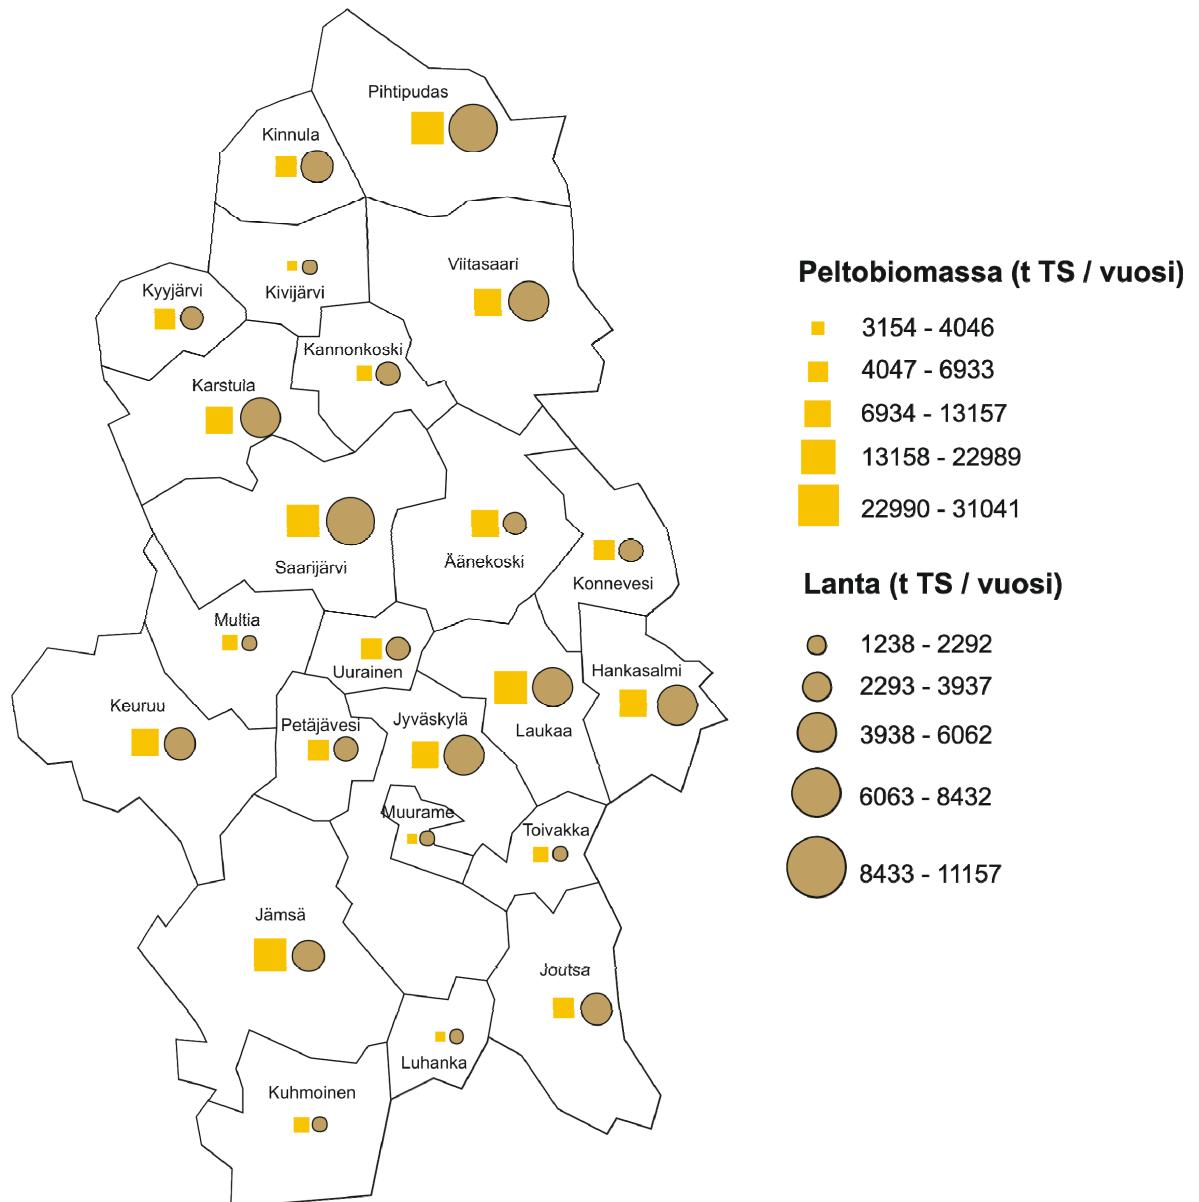 Pihtipudas
Kinnula
Viitasaari
Kivijärvi
Kyyjärvi
Kannonkoski
Karstula
Saarijärvi
Äänekoski
Konnevesi
Multia
Uurainen
Hankasalmi
Keuruu
Petäjävesi
Jyväskylä
Laukaa
Muurame
Toivakka
Jämsä
Joutsa
Luhanka
Kuhmoinen
Peltobiomassa (t TS / vuosi)
3154 - 4046
4047 - 6933
6934 - 13157
13158 - 22989
22990 - 31041
Lanta (t TS / vuosi)
1238 - 2292
2293 - 3937
3938 - 6062
6063 - 8432
8433 - 11157